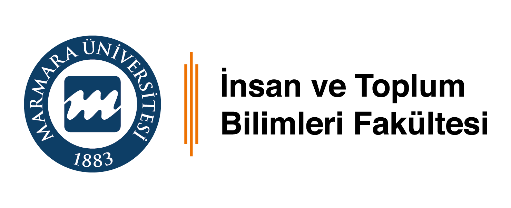 MARMARA ÜNİVERSİTESİ
1883
İnsan ve Toplum
Bilimleri Fakültesi